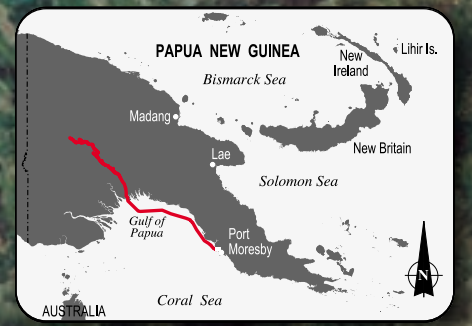 PAPUA NEW GUINEA
Bismarck Sea
New
Ireland
Lihir Is.
Madang
Lae
New Britain
Solomon Sea
Gulf of
Papua
Port
Moresby
N
Coral Sea
AUSTRALIA